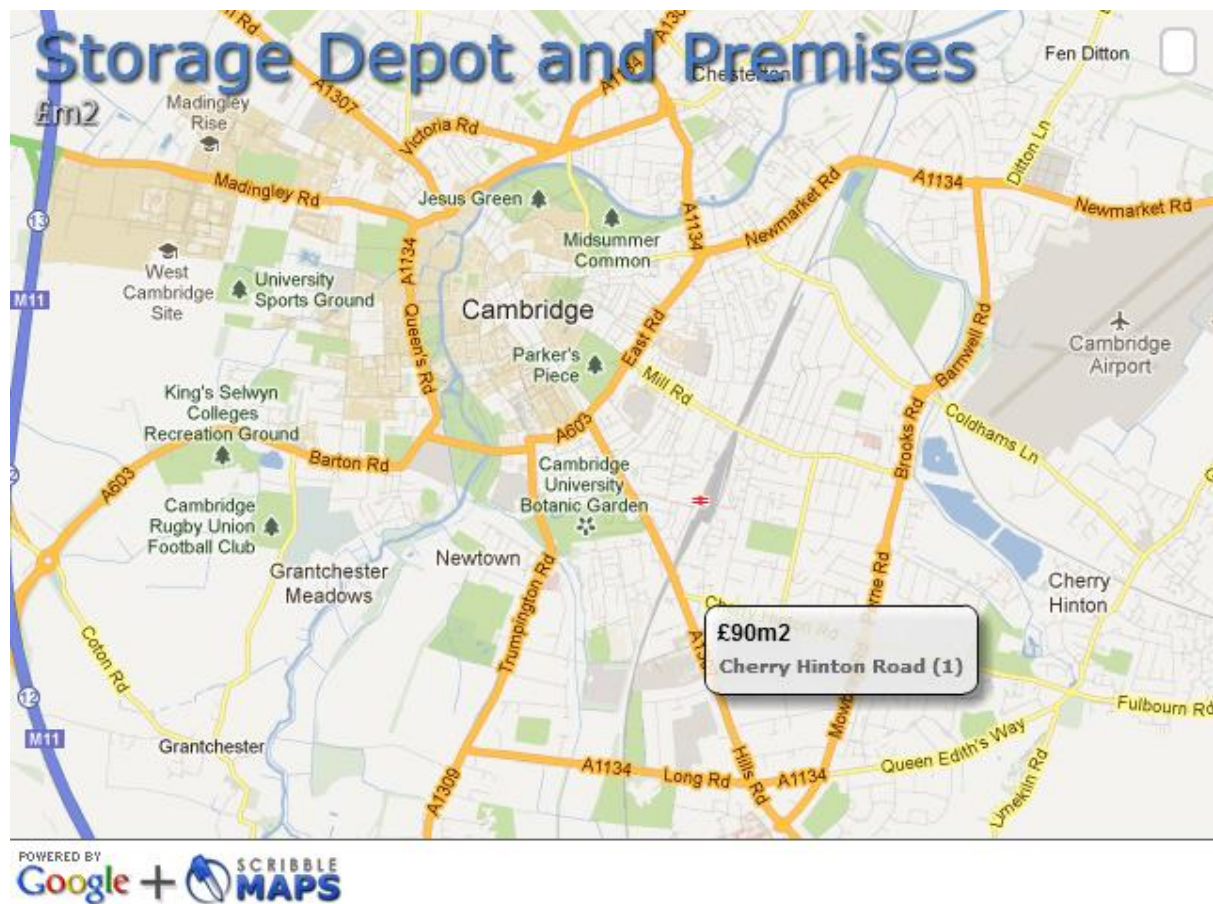 Storage Depot and Premises
£m2
A1307
A1134
Chesterton
Fen Ditton
Madingley
Rise
Victoria Rd
Ditton Ln
Madingley Rd
Jesus Green
A1134
Newmarket Rd
A1134
Newmarket Rd
13
Midsummer
Common
A1134
West
Cambridge
Site
University
Sports Ground
M11
Queen's Rd
Cambridge
East Rd
Barnwell Rd
Cambridge
Airport
Parker's
Piece
Mill Rd
King's Selwyn
Colleges
Recreation Ground
A603
Brooks Rd
Coldhams Ln
Barton Rd
A603
Cambridge
University
Botanic Garden
Cambridge
Rugby Union
Football Club
Newtown
Grantchester
Meadows
Cherry
Hinton
Trumpington Rd
£90m2
Cherry Hinton Road (1)
Coton Rd
12
M11
Fulbourn Rd
Grantchester
Queen Edith's Way
A1134
Long Rd
Hills Rd
A1134
Limekiln Rd
A1309
POWERED BY
Google + SCRIBBLE
MAPS